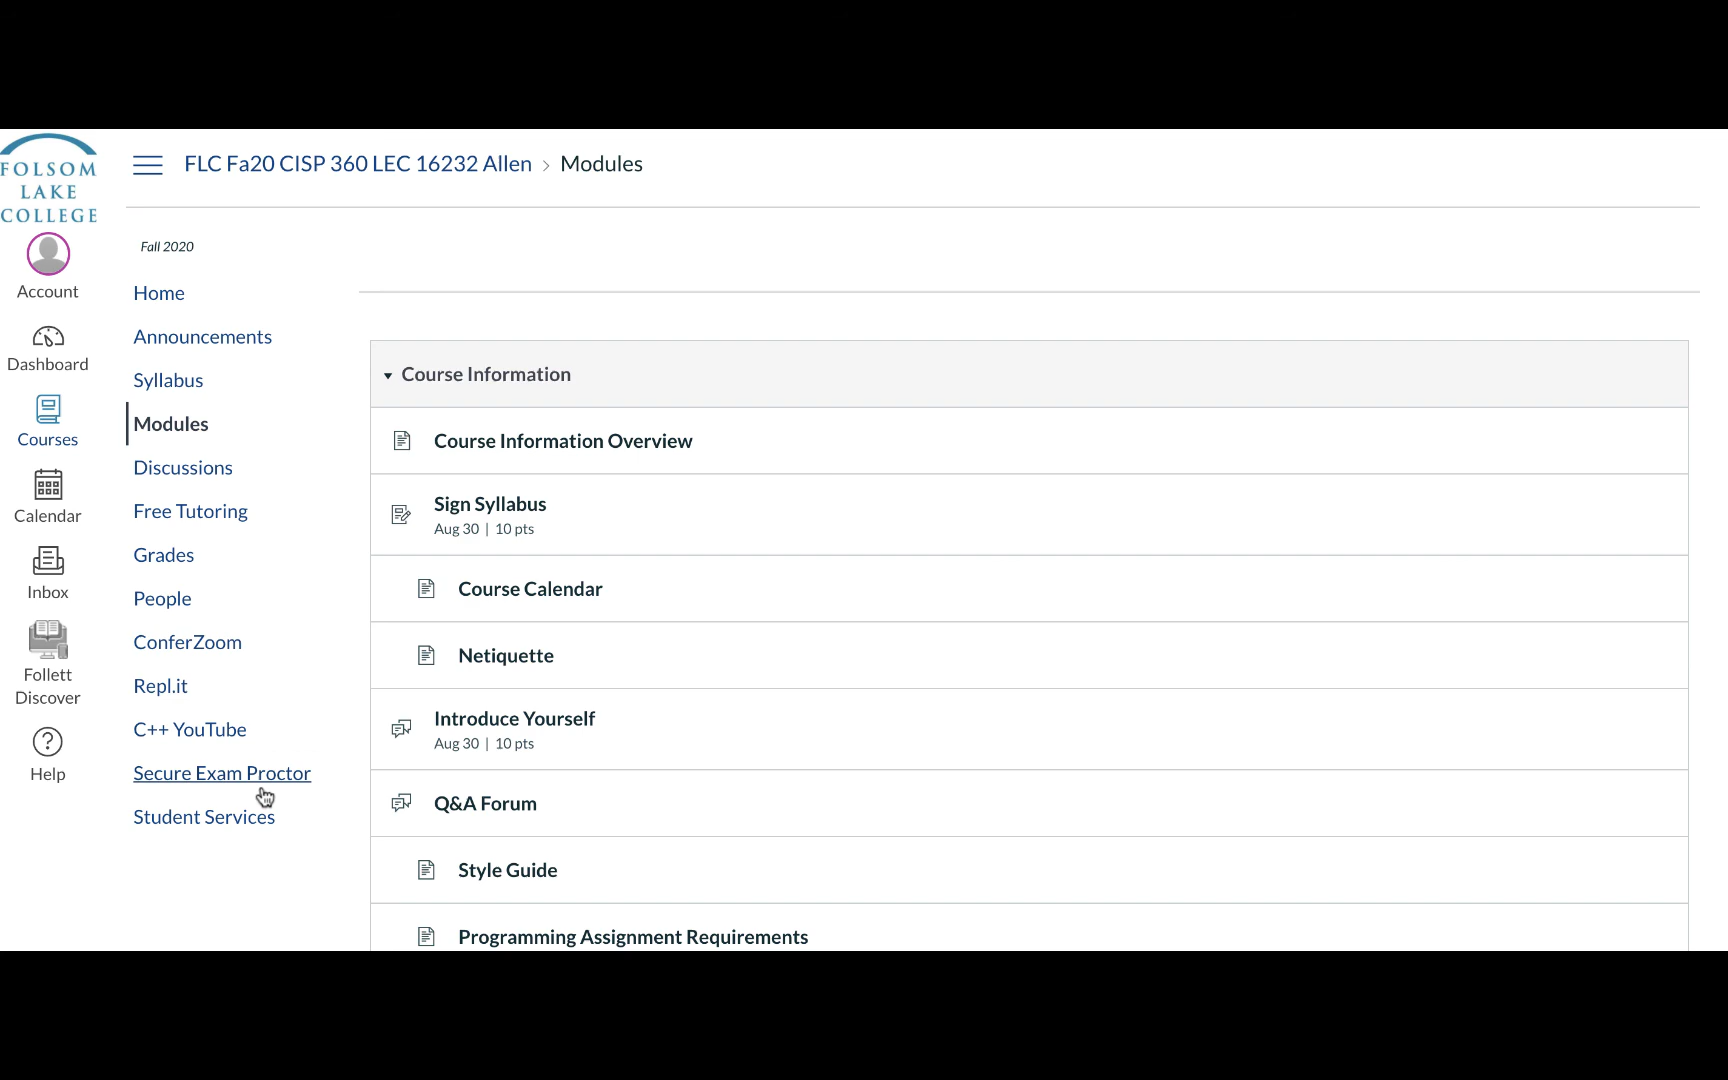 FOLSOM
LAKE
COLLEGE
Account
Dashboard
Courses
Calendar
Inbox
Follett
Discover
Help
FLC Fa20 CISP 360 LEC 16232 Allen > Modules
Fall 2020
Home
Announcements
Syllabus
Modules
Discussions
Free Tutoring
Grades
People
ConferZoom
Repl.it
C++ YouTube
Secure Exam Proctor
Student Services
Course Information
Course Information Overview
Sign Syllabus
Aug 30 | 10 pts
Course Calendar
Netiquette
Introduce Yourself
Aug 30 | 10 pts
Q&A Forum
Style Guide
Programming Assignment Requirements